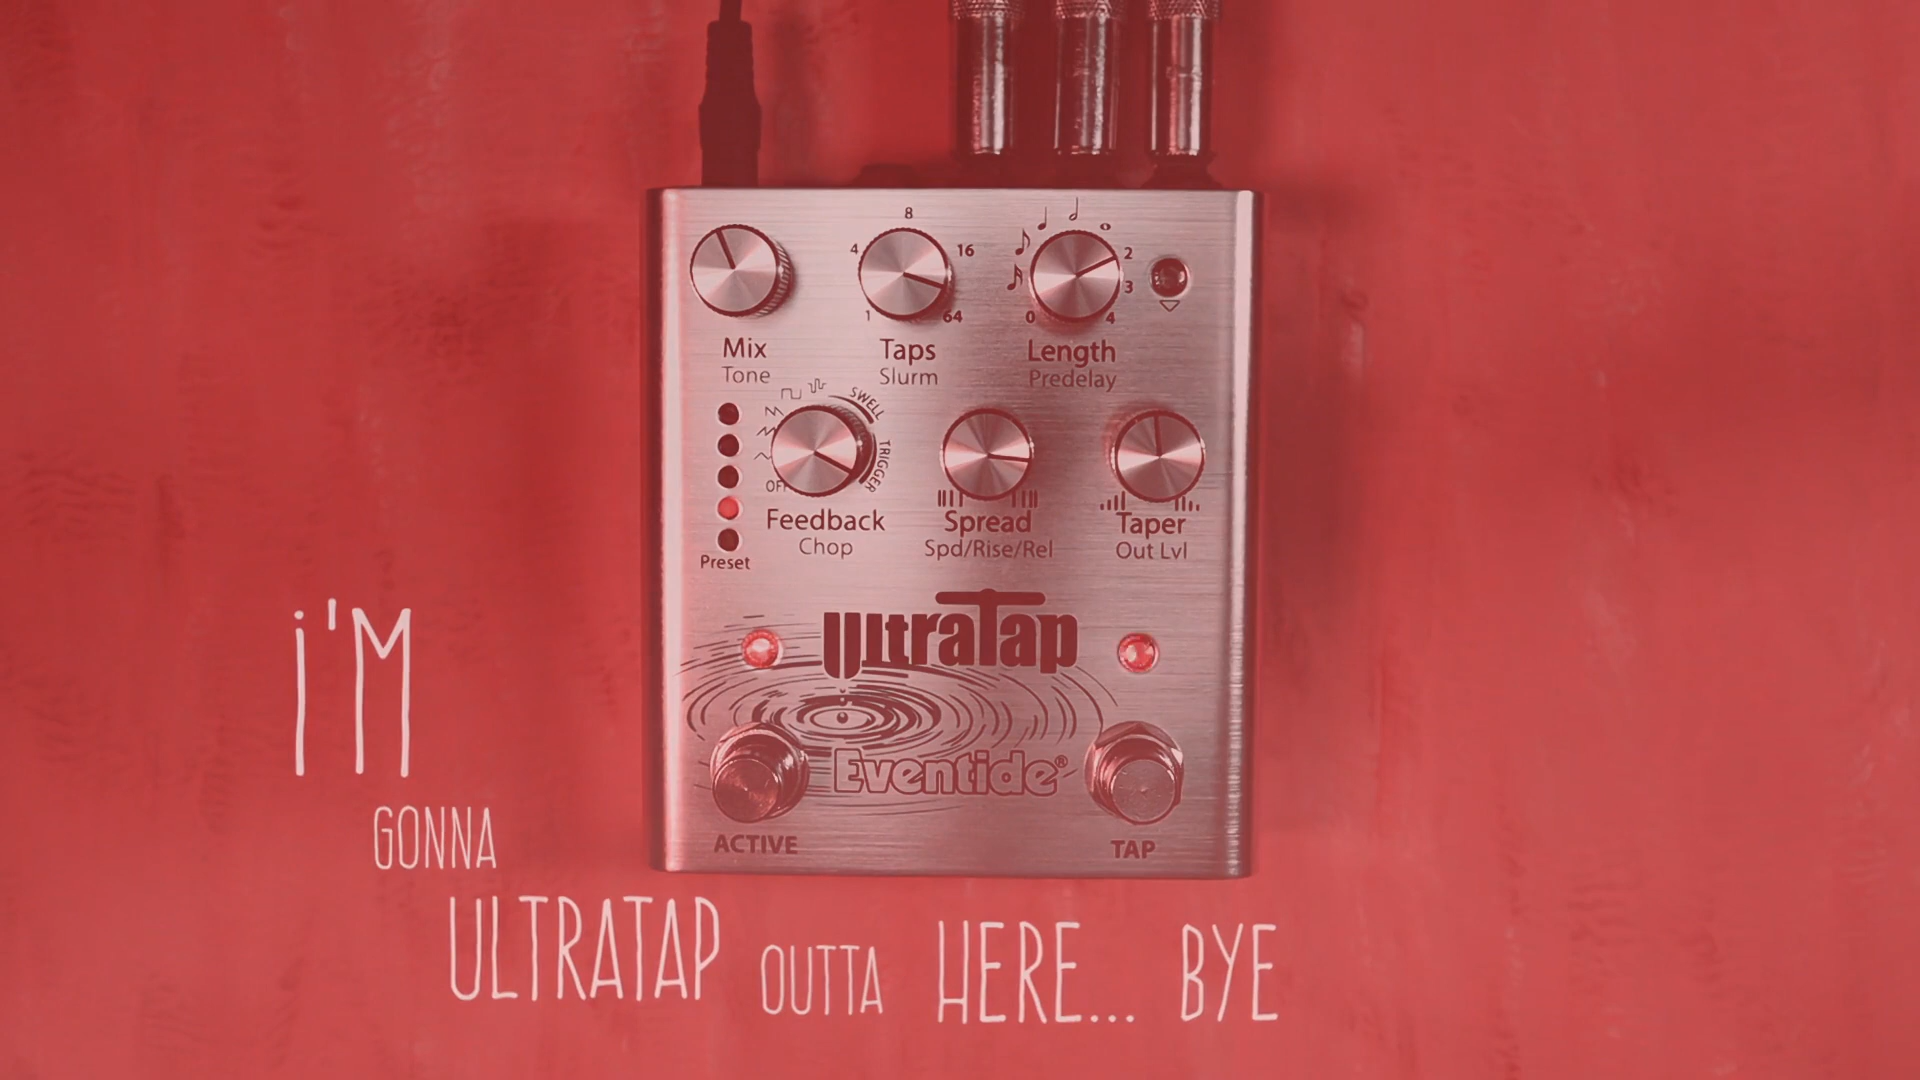 8
4 16
1 64
2
3
0 4
Mix Taps Length
Tone Slurm Predelay
SWELL
TRIGGER
OFF
Feedback Spread Taper
Chop Spd/Rise/Rel Out Lvl
Preset
UltraTap
Eventide®
ACTIVE TAP
i'M
GONNA
ULTRATAP OUTTA HERE... BYE